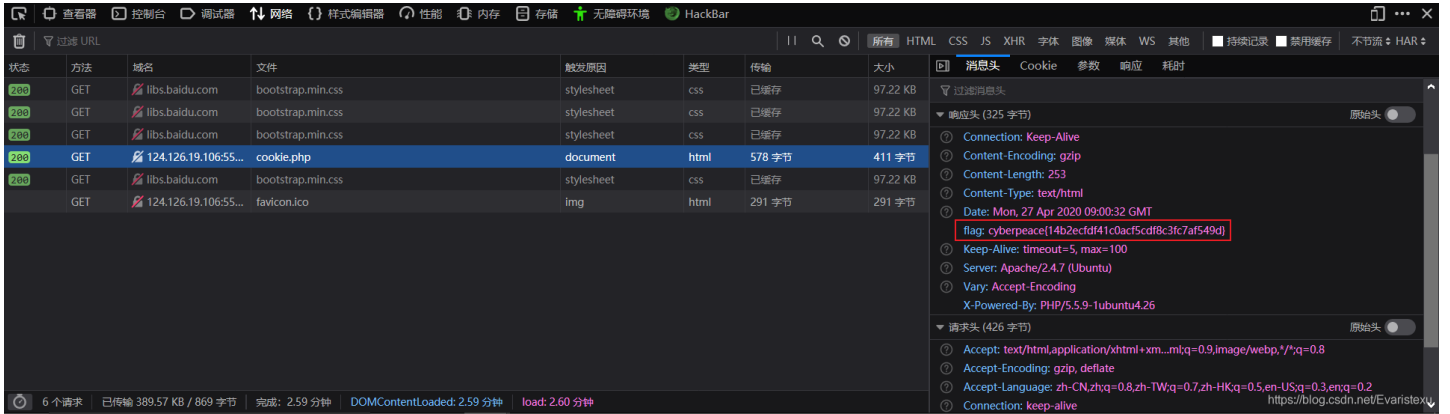 查看器 控制台 调试器 网络 {} 样式编辑器 性能 内存 存储 无障碍环境 HackBar
过滤 URL 所有 HTML CSS JS XHR 字体 图像 媒体 WS 其他 持续记录 禁用缓存 不节流 HAR
状态 方法 域名 文件 触发原因 类型 传输 大小
200 GET libs.baidu.com bootstrap.min.css stylesheet css 已缓存 97.22 KB
200 GET libs.baidu.com bootstrap.min.css stylesheet css 已缓存 97.22 KB
200 GET libs.baidu.com bootstrap.min.css stylesheet css 已缓存 97.22 KB
200 GET 124.126.19.106:55... cookie.php document html 578 字节 411 字节
200 GET libs.baidu.com bootstrap.min.css stylesheet css 已缓存 97.22 KB
GET 124.126.19.106:55... favicon.ico img html 291 字节 291 字节
6 个请求 已传输 389.57 KB / 869 字节 完成: 2.59 分钟 DOMContentLoaded: 2.59 分钟 load: 2.60 分钟
消息头 Cookie 参数 响应 耗时
过滤消息头
响应头 (325 字节) 原始头
Connection: Keep-Alive
Content-Encoding: gzip
Content-Length: 253
Content-Type: text/html
Date: Mon, 27 Apr 2020 09:00:32 GMT
flag: cyberpeace{14b2ecfdf41c0acf5cdf8c3fc7af549d}
Keep-Alive: timeout=5, max=100
Server: Apache/2.4.7 (Ubuntu)
Vary: Accept-Encoding
X-Powered-By: PHP/5.5.9-1ubuntu4.26
请求头 (426 字节) 原始头
Accept: text/html,application/xhtml+xm...ml;q=0.9,image/webp,*/*;q=0.8
Accept-Encoding: gzip, deflate
Accept-Language: zh-CN,zh;q=0.8,zh-TW;q=0.7,zh-HK;q=0.5,en-US;q=0.3,en;q=0.2
Connection: keep-alive
https://blog.csdn.net/Evaristexu